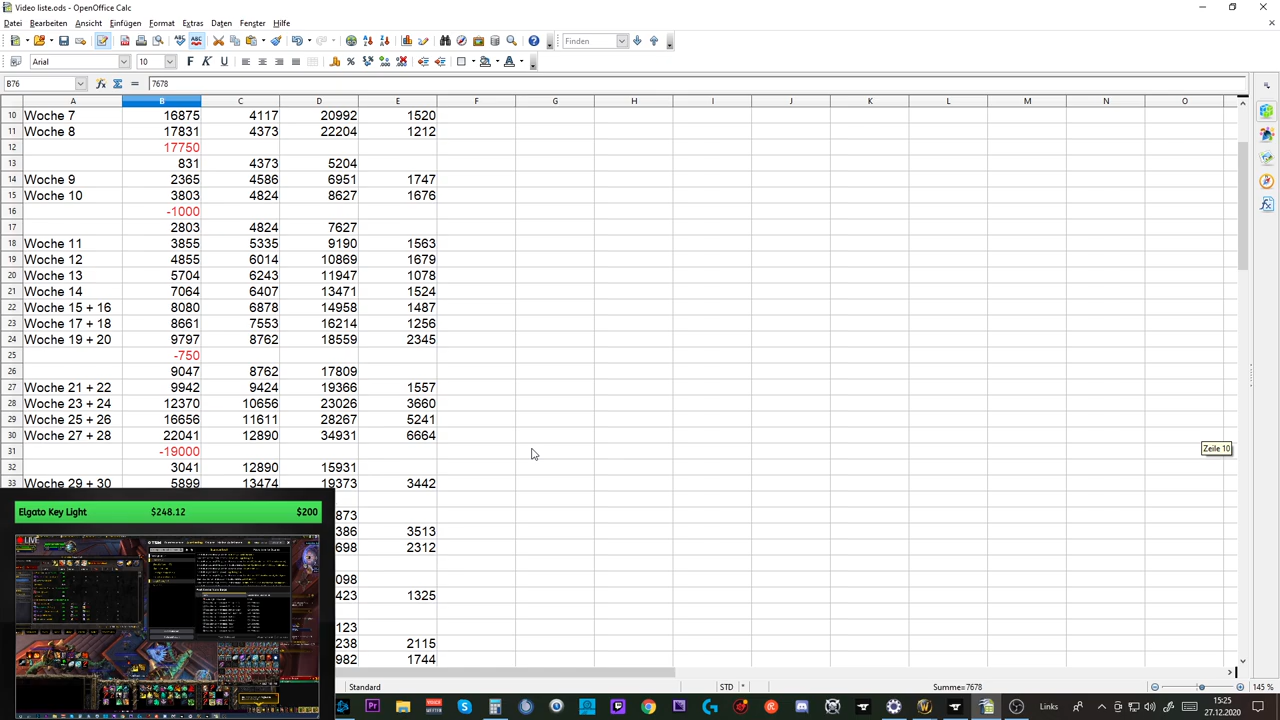 Video liste.ods - OpenOffice Calc
Datei Bearbeiten Ansicht Einfügen Format Extras Daten Fenster Hilfe
Finden
Arial 10
B76 7678
A B C D E F G H I J K L M N O
10 Woche 7 16875 4117 20992 1520
11 Woche 8 17831 4373 22204 1212
12 17750
13 831 4373 5204
14 Woche 9 2365 4586 6951 1747
15 Woche 10 3803 4824 8627 1676
16 -1000
17 2803 4824 7627
18 Woche 11 3855 5335 9190 1563
19 Woche 12 4855 6014 10869 1679
20 Woche 13 5704 6243 11947 1078
21 Woche 14 7064 6407 13471 1524
22 Woche 15 + 16 8080 6878 14958 1487
23 Woche 17 + 18 8661 7553 16214 1256
24 Woche 19 + 20 9797 8762 18559 2345
25 -750
26 9047 8762 17809
27 Woche 21 + 22 9942 9424 19366 1557
28 Woche 23 + 24 12370 10656 23026 3660
29 Woche 25 + 26 16656 11611 28267 5241
30 Woche 27 + 28 22041 12890 34931 6664
31 -19000
Zeile 10
32 3041 12890 15931
33 Woche 29 + 30 5899 13474 19373 3442
Elgato Key Light $248.12 $200
873
386 3513
698 2312
098
423 1325
123
239 2116
982 1743
LIVE
Standard STD * 7678 145 %
15:25
27.12.2020